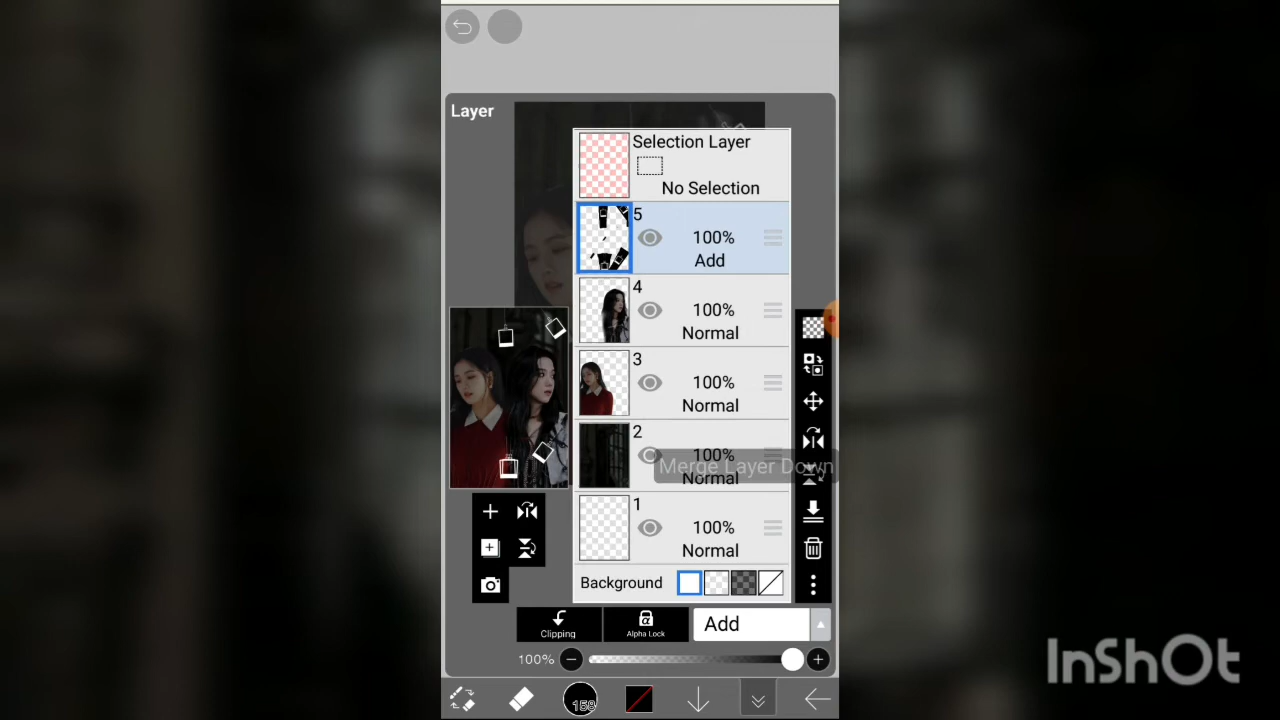 Layer
Selection Layer
No Selection
5
100%
Add
4
100%
Normal
3
100%
Normal
2
100%
Merge Layer Down
Normal
1
100%
Normal
Background
Clipping
Alpha Lock
Add
100%
158
InShOt